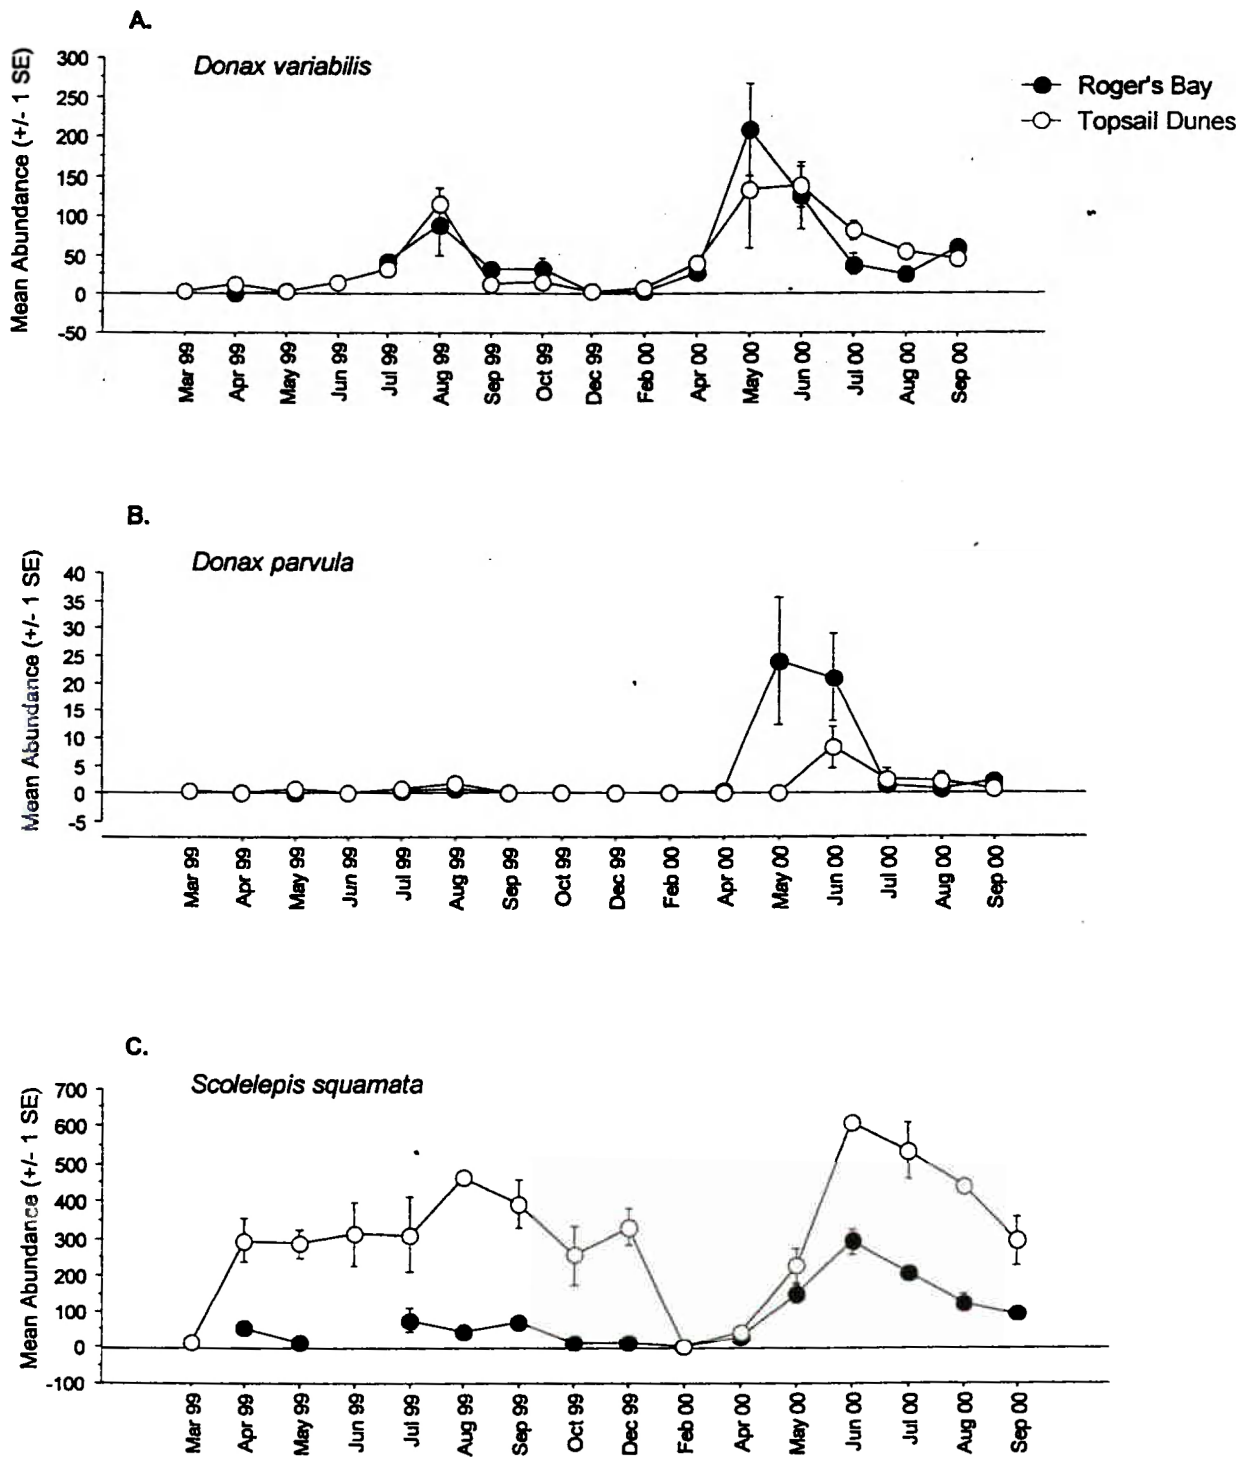 A.
Donax variabilis
Mean Abundance (+/- 1 SE)
300
250
200
150
100
50
0
-50
Mar 99
Apr 99
May 99
Jun 99
Jul 99
Aug 99
Sep 99
Oct 99
Dec 99
Feb 00
Apr 00
May 00
Jun 00
Jul 00
Aug 00
Sep 00
Roger's Bay
Topsail Dunes
B.
Donax parvula
Mean Abundance (+/- 1 SE)
40
35
30
25
20
15
10
5
0
-5
Mar 99
Apr 99
May 99
Jun 99
Jul 99
Aug 99
Sep 99
Oct 99
Dec 99
Feb 00
Apr 00
May 00
Jun 00
Jul 00
Aug 00
Sep 00
C.
Scolelepis squamata
Mean Abundance (+/- 1 SE)
700
600
500
400
300
200
100
0
-100
Mar 99
Apr 99
May 99
Jun 99
Jul 99
Aug 99
Sep 99
Oct 99
Dec 99
Feb 00
Apr 00
May 00
Jun 00
Jul 00
Aug 00
Sep 00